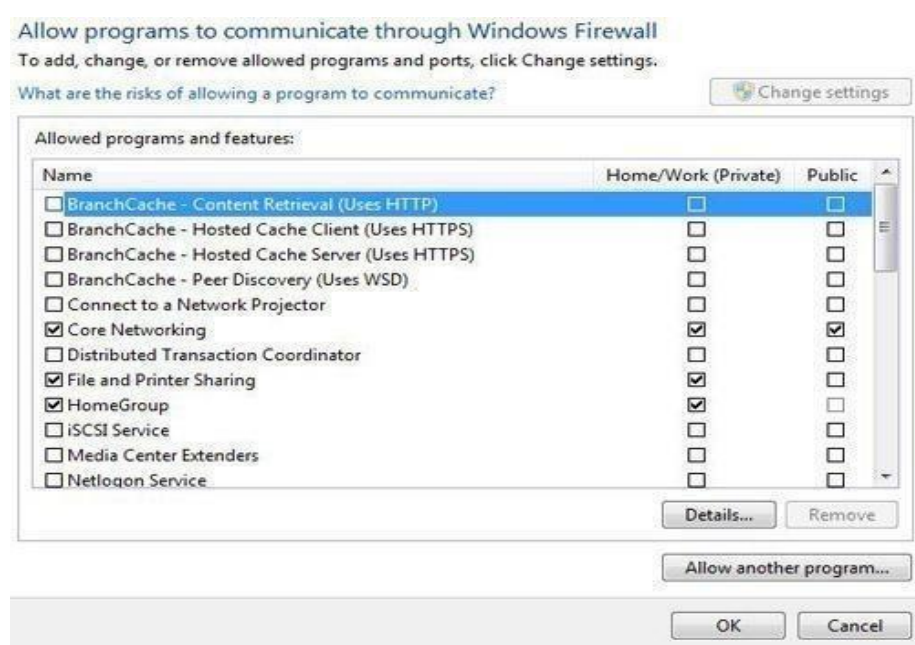 Allow programs to communicate through Windows Firewall
To add, change, or remove allowed programs and ports, click Change settings.
What are the risks of allowing a program to communicate?
Change settings
Allowed programs and features:
Name Home/Work (Private) Public
BranchCache - Content Retrieval (Uses HTTP)
BranchCache - Hosted Cache Client (Uses HTTPS)
BranchCache - Hosted Cache Server (Uses HTTPS)
BranchCache - Peer Discovery (Uses WSD)
Connect to a Network Projector
Core Networking
Distributed Transaction Coordinator
File and Printer Sharing
HomeGroup
iSCSI Service
Media Center Extenders
Netlogon Service
Details... Remove
Allow another program...
OK Cancel